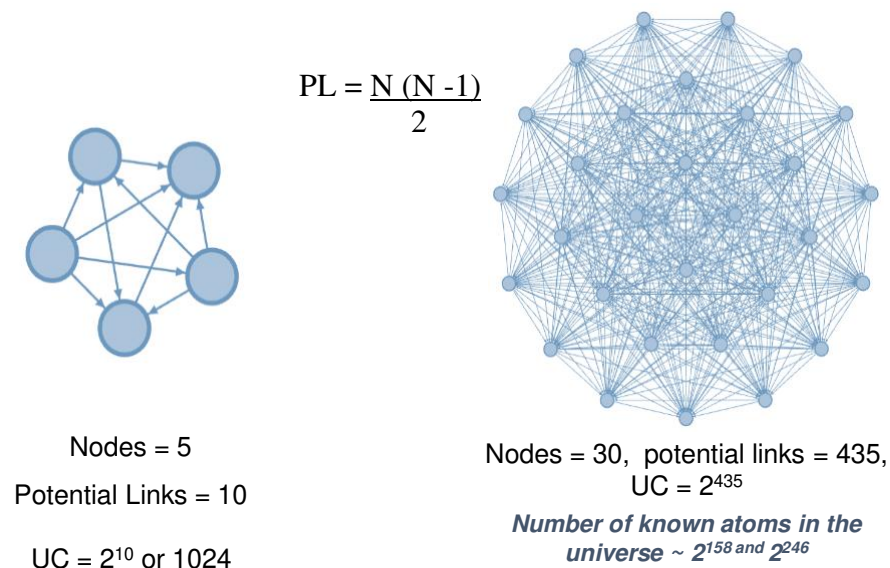 PL = N (N -1)
2
Nodes = 5
Potential Links = 10
UC = 2¹⁰ or 1024
Nodes = 30, potential links = 435,
UC = 2⁴³⁵
Number of known atoms in the
universe ~ 2¹⁵⁸ ᵃⁿᵈ 2²⁴⁶